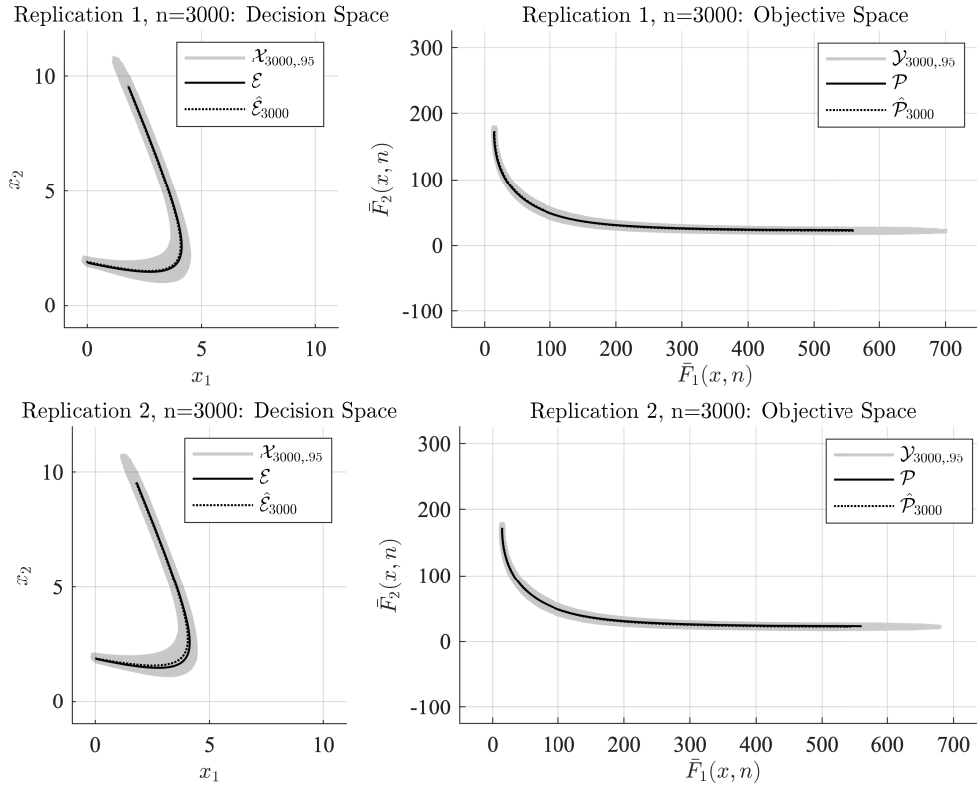 Replication 1, n=3000: Decision Space
𝒳₃₀₀₀,.₉₅
ℰ
ℰ̂₃₀₀₀
10
5
0
x₂
0 5 10
x₁
Replication 1, n=3000: Objective Space
𝒴₃₀₀₀,.₉₅
𝒫
𝒫̂₃₀₀₀
300
200
100
0
-100
F̄₂(x, n)
0 100 200 300 400 500 600 700
F̄₁(x, n)
Replication 2, n=3000: Decision Space
𝒳₃₀₀₀,.₉₅
ℰ
ℰ̂₃₀₀₀
10
5
0
x₂
0 5 10
x₁
Replication 2, n=3000: Objective Space
𝒴₃₀₀₀,.₉₅
𝒫
𝒫̂₃₀₀₀
300
200
100
0
-100
F̄₂(x, n)
0 100 200 300 400 500 600 700
F̄₁(x, n)